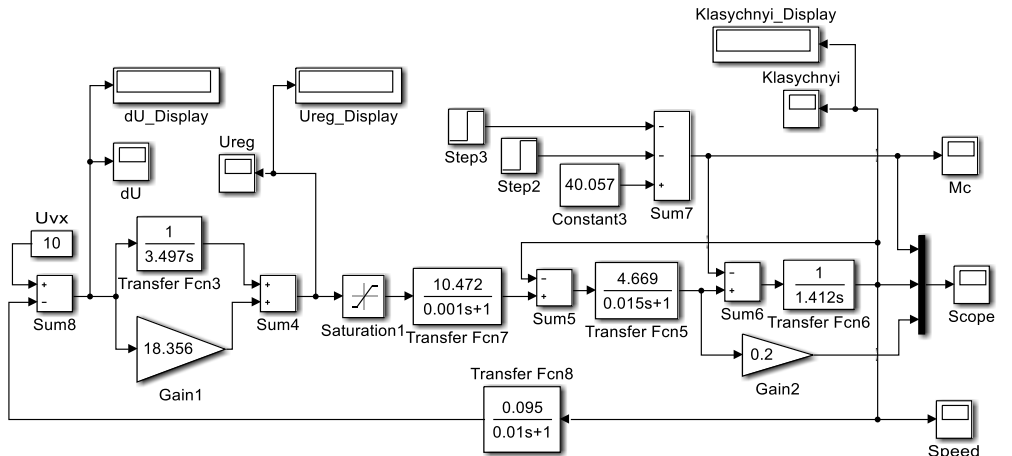 Klasychnyi_Display
Klasychnyi
dU_Display
Ureg_Display
Ureg
dU
Step3
Step2
40.057
Constant3
Sum7
Mc
Uvx
10
Sum8
1
3.497s
Transfer Fcn3
18.356
Gain1
Sum4
Saturation1
10.472
0.001s+1
Transfer Fcn7
Sum5
4.669
0.015s+1
Transfer Fcn5
Sum6
1
1.412s
Transfer Fcn6
0.2
Gain2
Scope
Transfer Fcn8
0.095
0.01s+1
Speed